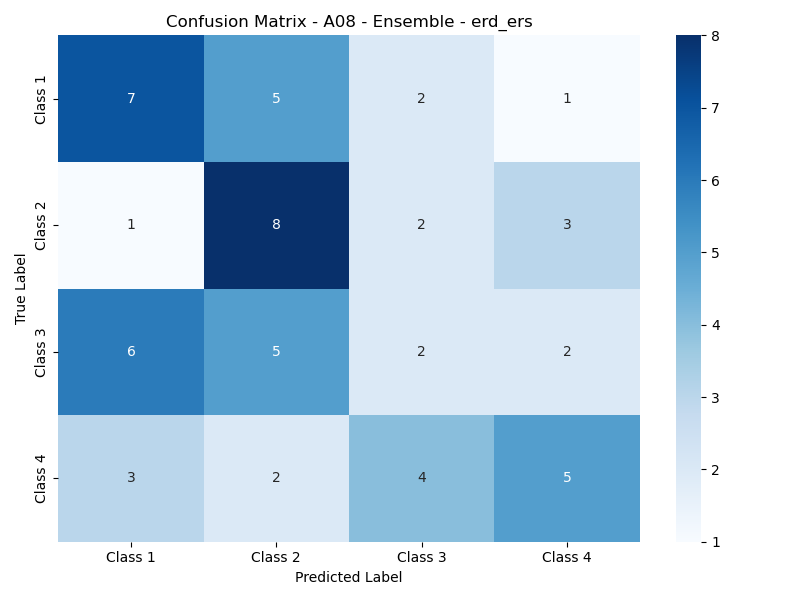 Confusion Matrix - A08 - Ensemble - erd_ers
True Label
Class 1
7 5 2 1
Class 2
1 8 2 3
Class 3
6 5 2 2
Class 4
3 2 4 5
Class 1 Class 2 Class 3 Class 4
Predicted Label
8
7
6
5
4
3
2
1